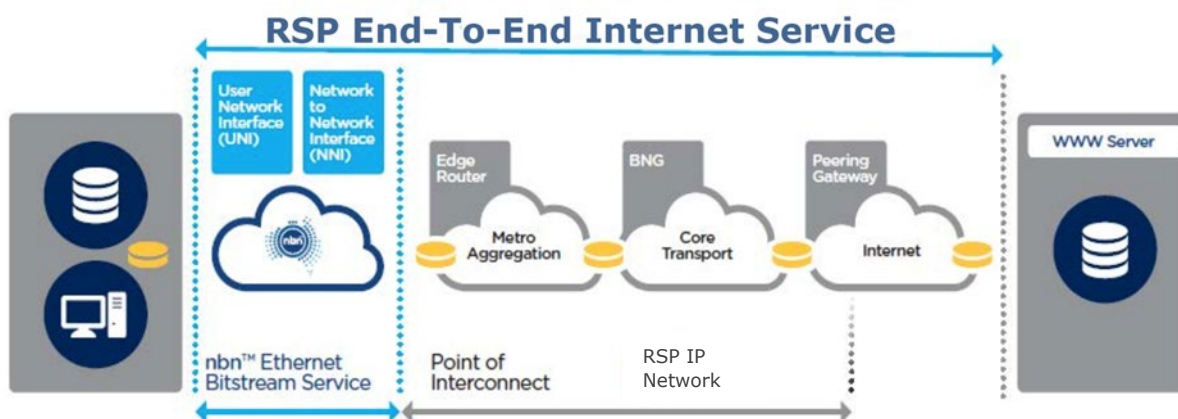 RSP End-To-End Internet Service
User
Network
Interface
(UNI)
Network
to
Network
Interface
(NNI)
WWW Server
Edge
Router
BNG
Peering
Gateway
nbn
Metro
Aggregation
Core
Transport
Internet
nbn™ Ethernet
Bitstream Service
Point of
Interconnect
RSP IP
Network